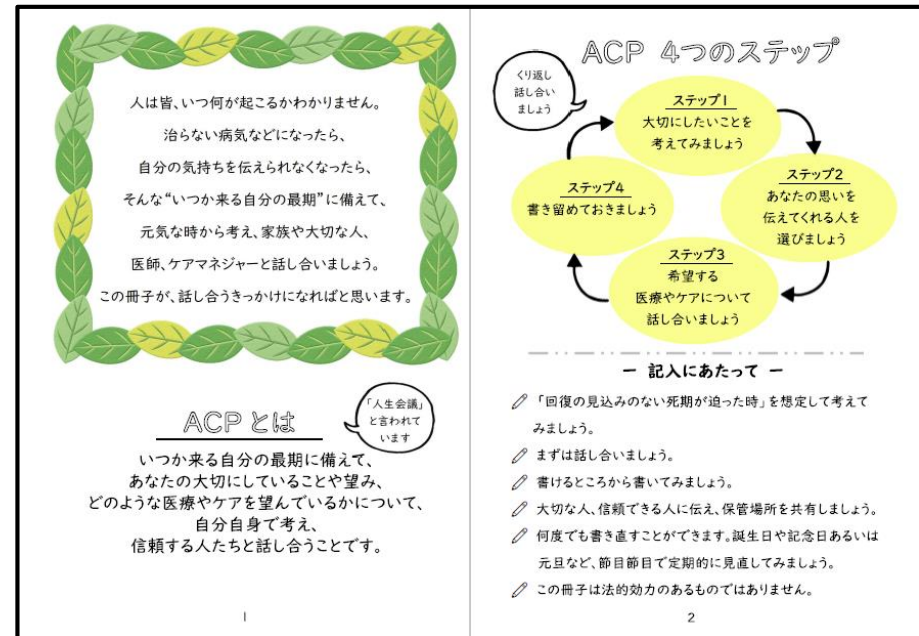 人は皆、いつ何が起こるかわかりません。
治らない病気などになったら、
自分の気持ちを伝えられなくなったら、
そんな“いつか来る自分の最期”に備えて、
元気な時から考え、家族や大切な人、
医師、ケアマネジャーと話し合いましょう。
この冊子が、話し合うきっかけになればと思います。
ACPとは
「人生会議」
と言われて
います
いつか来る自分の最期に備えて、
あなたの大切にしていることや望み、
どのような医療やケアを望んでいるかについて、
自分自身で考え、
信頼する人たちと話し合うことです。
1
ACP 4つのステップ
くり返し
話し合い
ましょう
ステップ1
大切にしたいことを
考えてみましょう
ステップ2
あなたの思いを
伝えてくれる人を
選びましょう
ステップ3
希望する
医療やケアについて
話し合いましょう
ステップ4
書き留めておきましょう
ー 記入にあたって ー
「回復の見込みのない死期が迫った時」を想定して考えて
みましょう。
まずは話し合いましょう。
書けるところから書いてみましょう。
大切な人、信頼できる人に伝え、保管場所を共有しましょう。
何度でも書き直すことができます。誕生日や記念日あるいは
元旦など、節目節目で定期的に見直してみましょう。
この冊子は法的効力のあるものではありません。
2